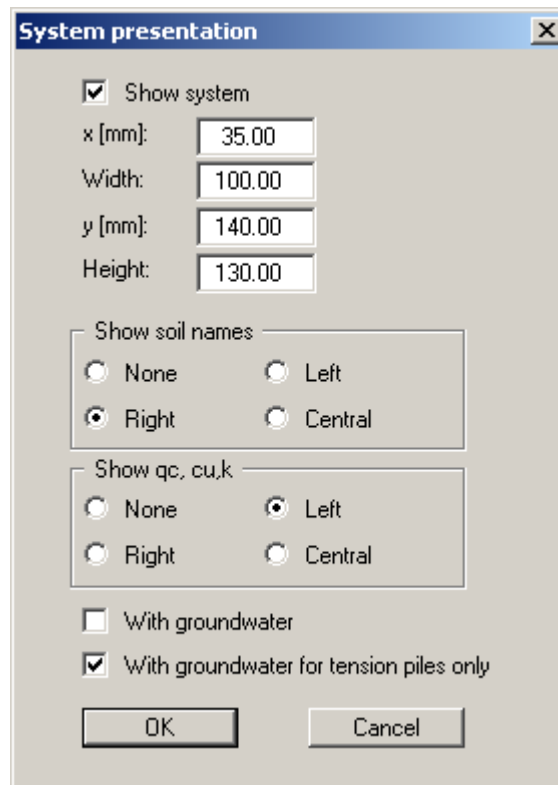 System presentation
Show system
x [mm]: 35.00
Width: 100.00
y [mm]: 140.00
Height: 130.00
Show soil names
None Left
Right Central
Show qc, cu,k
None Left
Right Central
With groundwater
With groundwater for tension piles only
OK Cancel